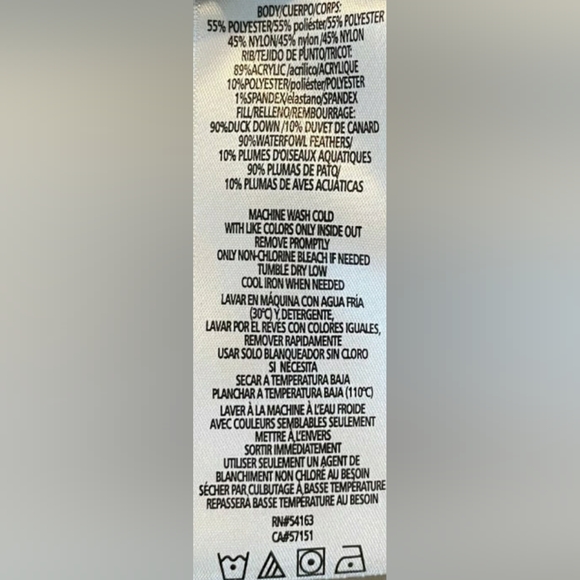 BODY/CUERPO/CORPS:
55% POLYESTER/55% poliéster/55% POLYESTER
45% NYLON/45% nylon/45% NYLON
RIB/TEJIDO DE PUNTO/TRICOT:
89%ACRYLIC/acrílico/ACRYLIQUE
10%POLYESTER/poliéster/POLYESTER
1%SPANDEX/elastano/SPANDEX
FILL/RELLENO/REMBOURRAGE:
90%DUCK DOWN/10% DUVET DE CANARD
90%WATERFOWL FEATHERS/
10% PLUMES D'OISEAUX AQUATIQUES
90% PLUMAS DE PATO/
10% PLUMAS DE AVES ACUÁTICAS
MACHINE WASH COLD
WITH LIKE COLORS ONLY INSIDE OUT
REMOVE PROMPTLY
ONLY NON-CHLORINE BLEACH IF NEEDED
TUMBLE DRY LOW
COOL IRON WHEN NEEDED
LAVAR EN MÁQUINA CON AGUA FRÍA
(30°C) Y DETERGENTE,
LAVAR POR EL REVÉS CON COLORES IGUALES,
REMOVER RAPIDAMENTE
USAR SOLO BLANQUEADOR SIN CLORO
SI NECESITA
SECAR A TEMPERATURA BAJA
PLANCHAR A TEMPERATURA BAJA (110°C)
LAVER À LA MACHINE À L'EAU FROIDE
AVEC COULEURS SEMBLABLES SEULEMENT
METTRE À L'ENVERS
SORTIR IMMÉDIATEMENT
UTILISER SEULEMENT UN AGENT DE
BLANCHIMENT NON CHLORÉ AU BESOIN
SÉCHER PAR CULBUTAGE À BASSE TEMPÉRATURE
REPASSERÀ BASSE TEMPÉRATURE AU BESOIN
RN#54163
CA#57151